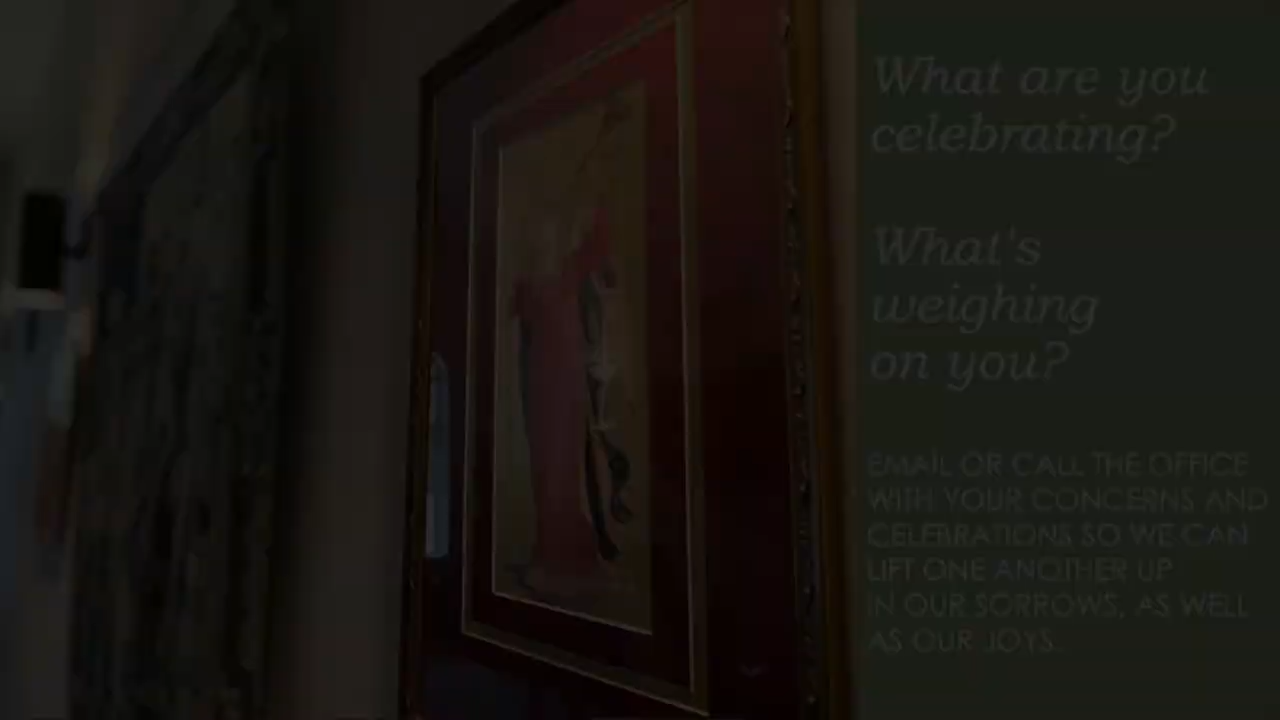 What are you
celebrating?
What's
weighing
on you?
EMAIL OR CALL THE OFFICE
WITH YOUR CONCERNS AND
CELEBRATIONS SO WE CAN
LIFT ONE ANOTHER UP
IN OUR SORROWS, AS WELL
AS OUR JOYS.